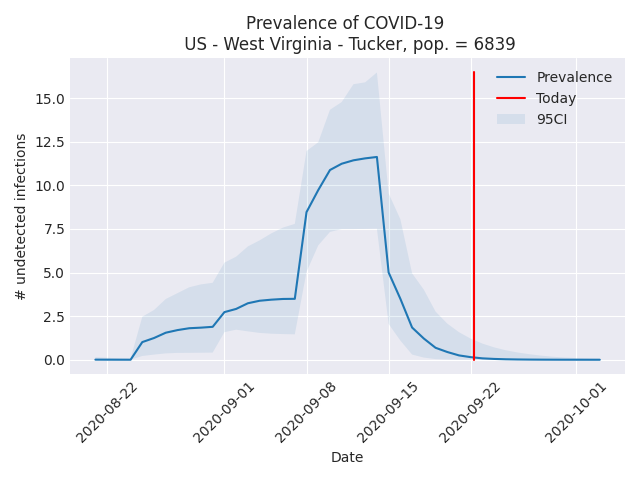 Prevalence of COVID-19
US - West Virginia - Tucker, pop. = 6839
Prevalence
Today
95CI
# undetected infections
15.0
12.5
10.0
7.5
5.0
2.5
0.0
2020-08-22
2020-09-01
2020-09-08
2020-09-15
2020-09-22
2020-10-01
Date